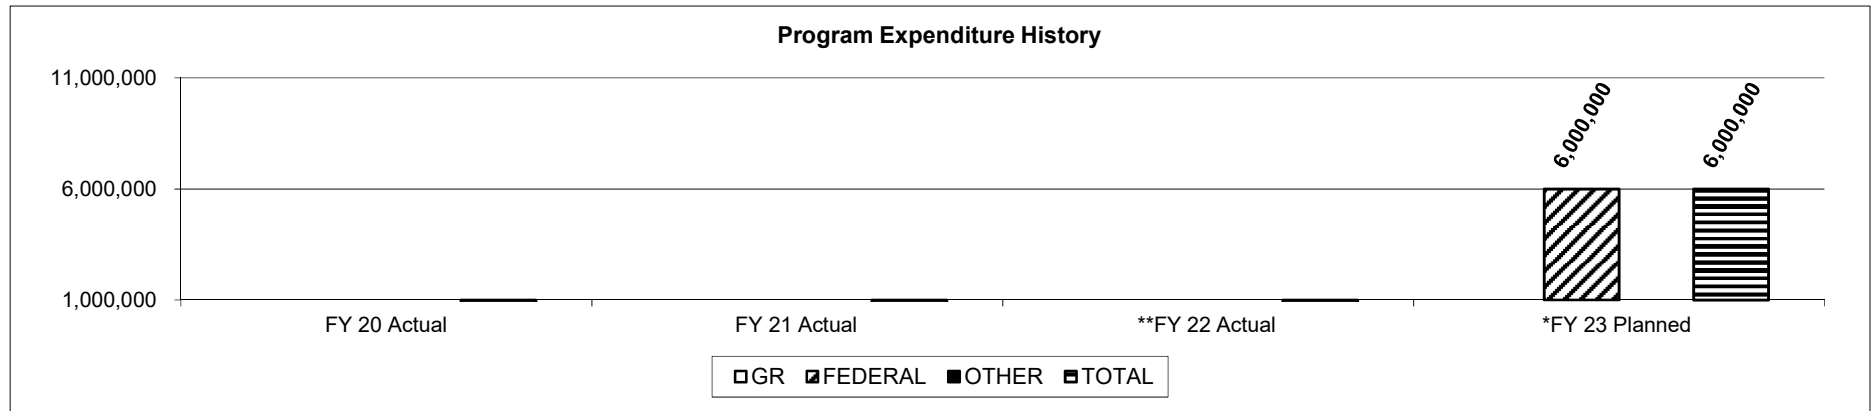 Program Expenditure History
11,000,000
6,000,000
1,000,000
6,000,000
6,000,000
FY 20 Actual
FY 21 Actual
**FY 22 Actual
*FY 23 Planned
GR FEDERAL OTHER TOTAL